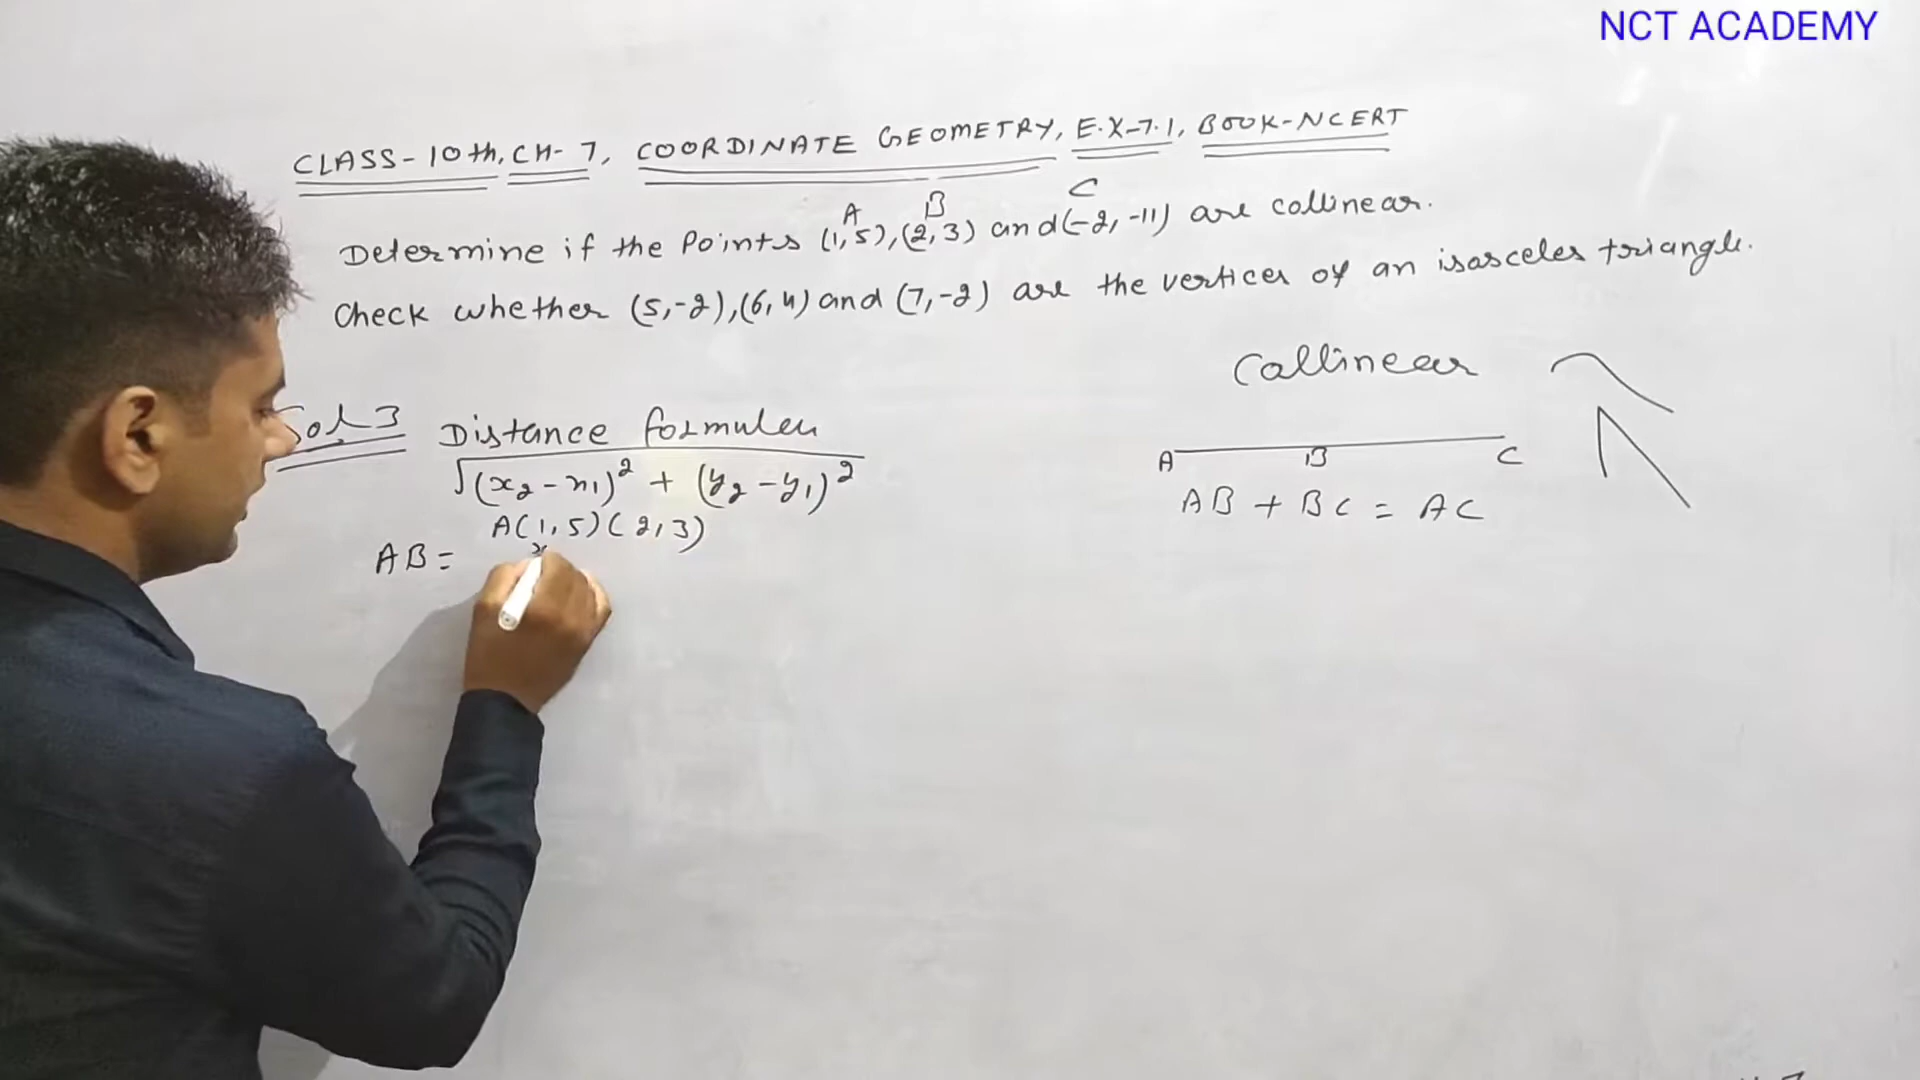 NCT ACADEMY
CLASS-10th, CH-7, COORDINATE GEOMETRY, E.X-7.1, BOOK-NCERT
A B C
Determine if the Points (1,5),(2,3) and(-2,-11) are collinear.
Check whether (5,-2),(6,4) and (7,-2) are the vertices of an isasceles triangle.
Collinear
Sol 3 Distance formula
A B C
√(x2-x1)² + (y2-y1)²
AB + BC = AC
A(1,5)(2,3)
AB =